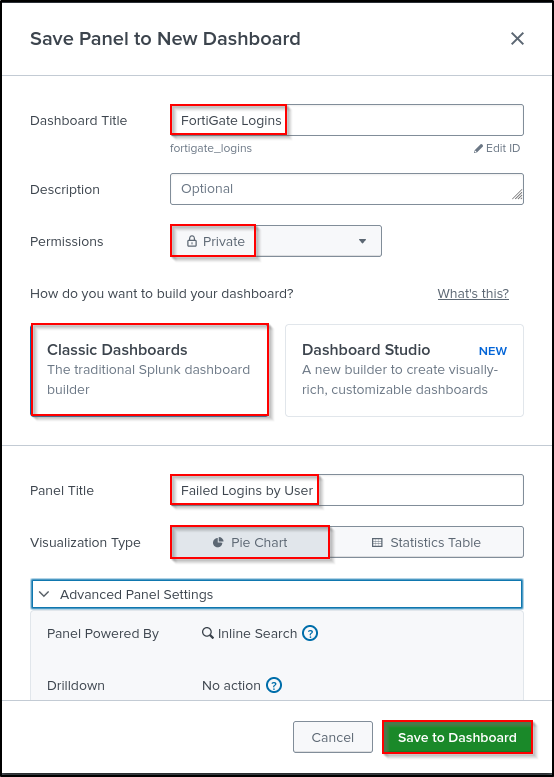 Save Panel to New Dashboard
Dashboard Title
FortiGate Logins
fortigate_logins
Edit ID
Description
Optional
Permissions
Private
How do you want to build your dashboard?
What's this?
Classic Dashboards
The traditional Splunk dashboard
builder
Dashboard Studio
NEW
A new builder to create visually-
rich, customizable dashboards
Panel Title
Failed Logins by User
Visualization Type
Pie Chart
Statistics Table
Advanced Panel Settings
Panel Powered By
Inline Search ?
Drilldown
No action ?
Cancel
Save to Dashboard